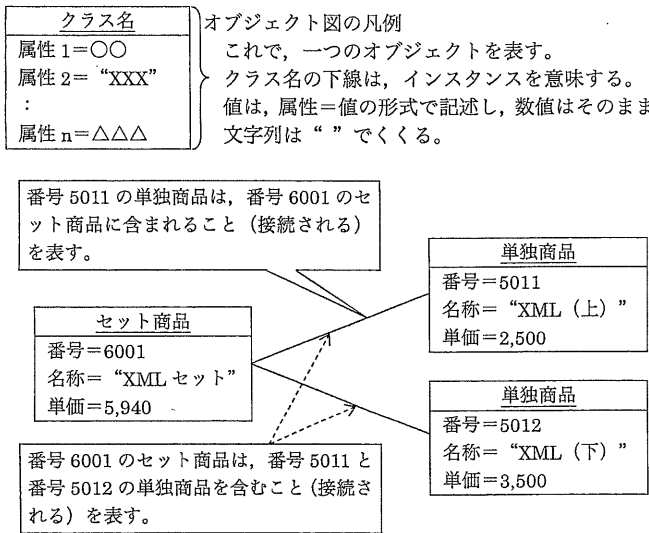 クラス名
属性1=〇〇
属性2=“XXX”
:
属性n=△△△
オブジェクト図の凡例
これで，一つのオブジェクトを表す。
クラス名の下線は，インスタンスを意味する。
値は，属性=値の形式で記述し，数値はそのまま
文字列は“ ”でくくる。
番号5011の単独商品は，番号6001のセ
ット商品に含まれること（接続される）
を表す。
セット商品
番号=6001
名称=“XMLセット”
単価=5,940
単独商品
番号=5011
名称=“XML（上）”
単価=2,500
単独商品
番号=5012
名称=“XML（下）”
単価=3,500
番号6001のセット商品は，番号5011と
番号5012の単独商品を含むこと（接続さ
れる）を表す。